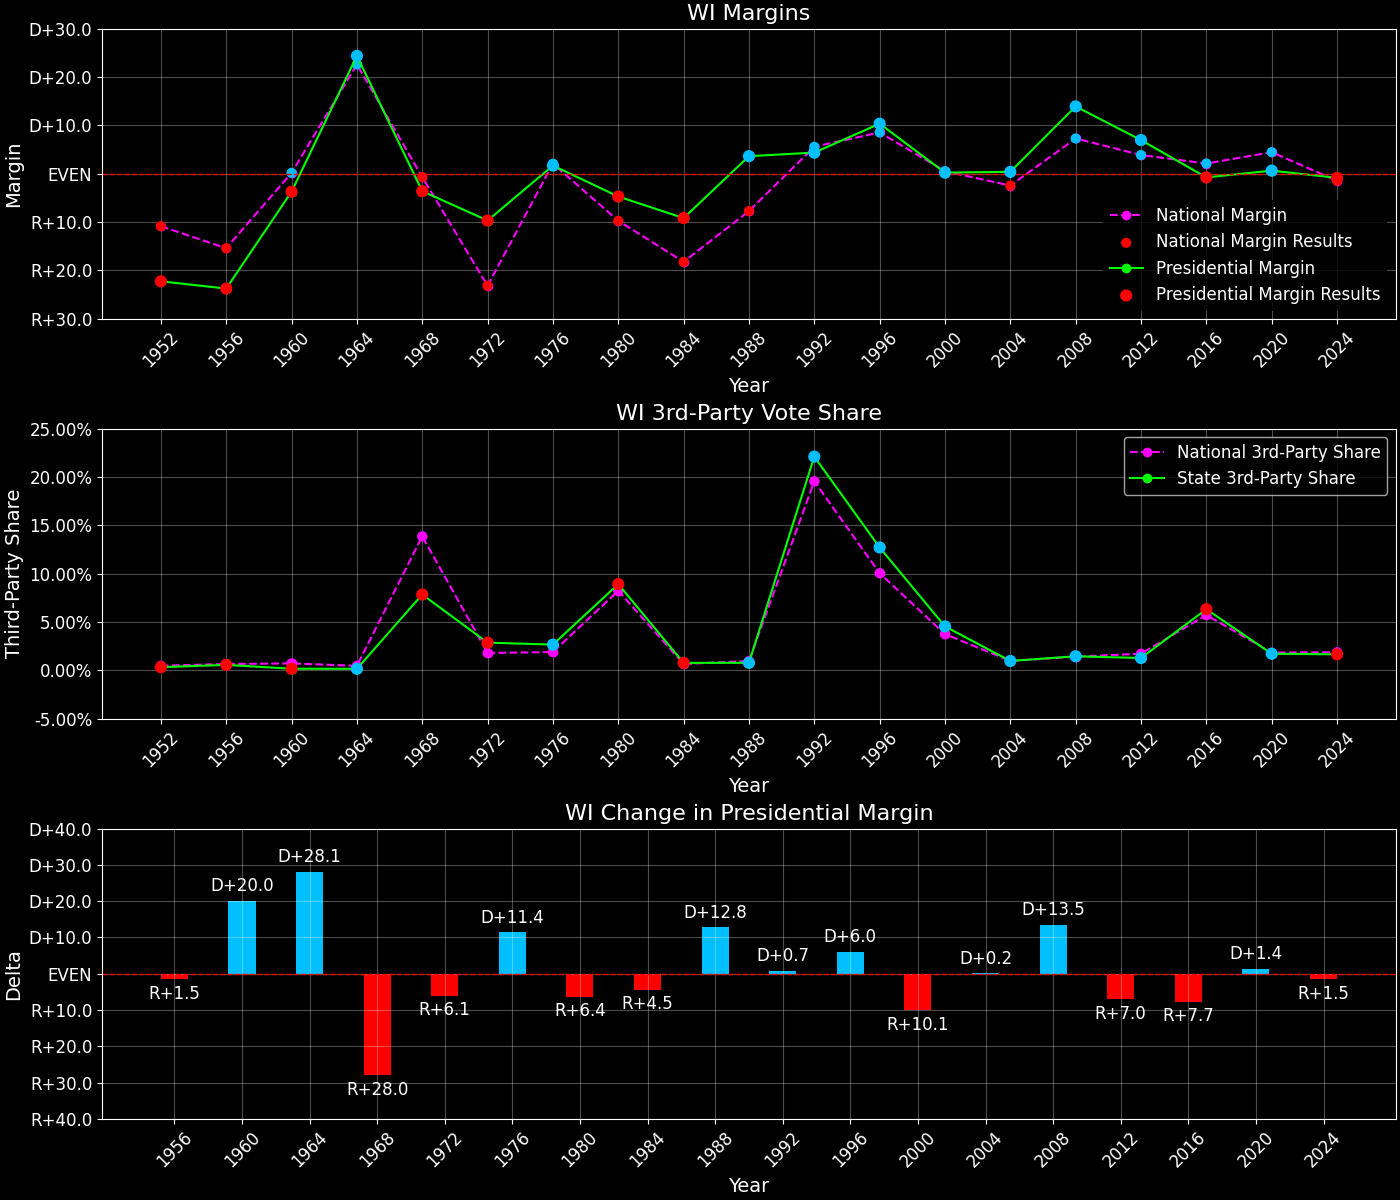 WI Margins
D+30.0
D+20.0
D+10.0
EVEN
R+10.0
R+20.0
R+30.0
Margin
National Margin
National Margin Results
Presidential Margin
Presidential Margin Results
1952 1956 1960 1964 1968 1972 1976 1980 1984 1988 1992 1996 2000 2004 2008 2012 2016 2020 2024
Year
WI 3rd-Party Vote Share
25.00%
20.00%
15.00%
10.00%
5.00%
0.00%
-5.00%
Third-Party Share
National 3rd-Party Share
State 3rd-Party Share
1952 1956 1960 1964 1968 1972 1976 1980 1984 1988 1992 1996 2000 2004 2008 2012 2016 2020 2024
Year
WI Change in Presidential Margin
D+40.0
D+30.0
D+20.0
D+10.0
EVEN
R+10.0
R+20.0
R+30.0
R+40.0
Delta
R+1.5
D+20.0
D+28.1
R+28.0
R+6.1
D+11.4
R+6.4
R+4.5
D+12.8
D+0.7
D+6.0
R+10.1
D+0.2
D+13.5
R+7.0
R+7.7
D+1.4
R+1.5
1956 1960 1964 1968 1972 1976 1980 1984 1988 1992 1996 2000 2004 2008 2012 2016 2020 2024
Year